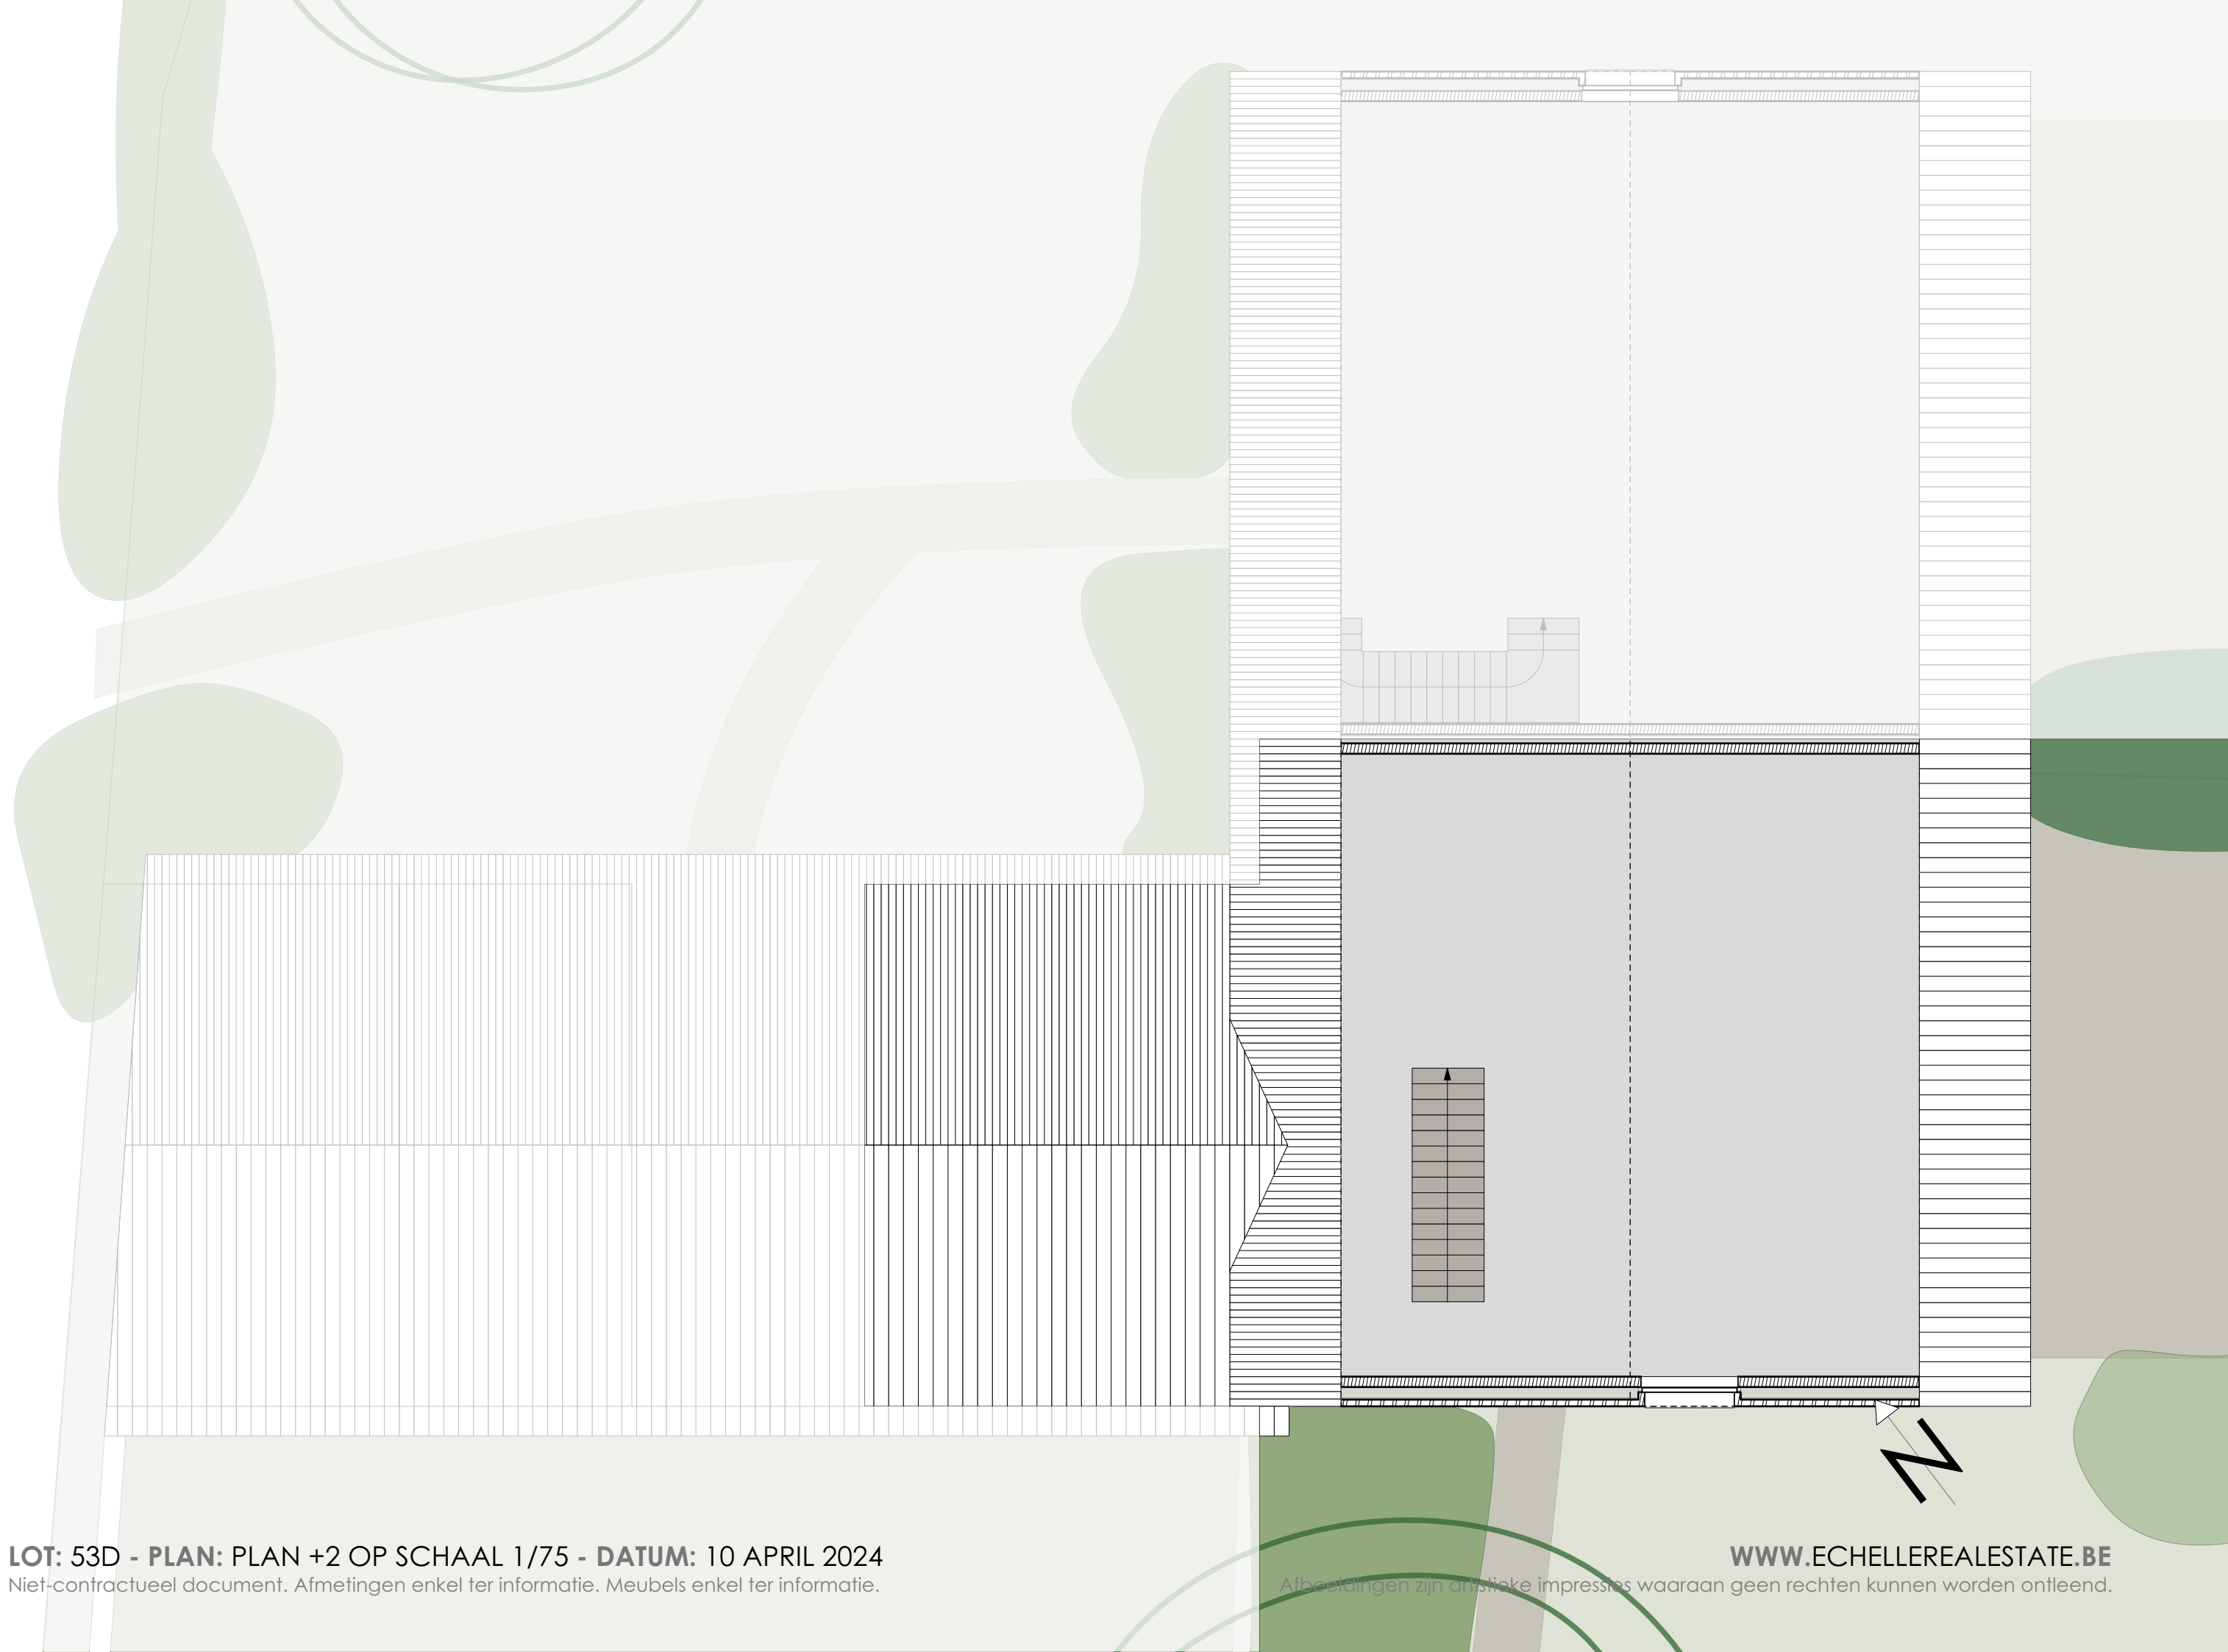 N
LOT: 53D - PLAN: PLAN +2 OP SCHAAL 1/75 - DATUM: 10 APRIL 2024
Niet-contractueel document. Afmetingen enkel ter informatie. Meubels enkel ter informatie.
WWW.ECHELLEREALESTATE.BE
Afbeeldingen zijn artistieke impressies waaraan geen rechten kunnen worden ontleend.